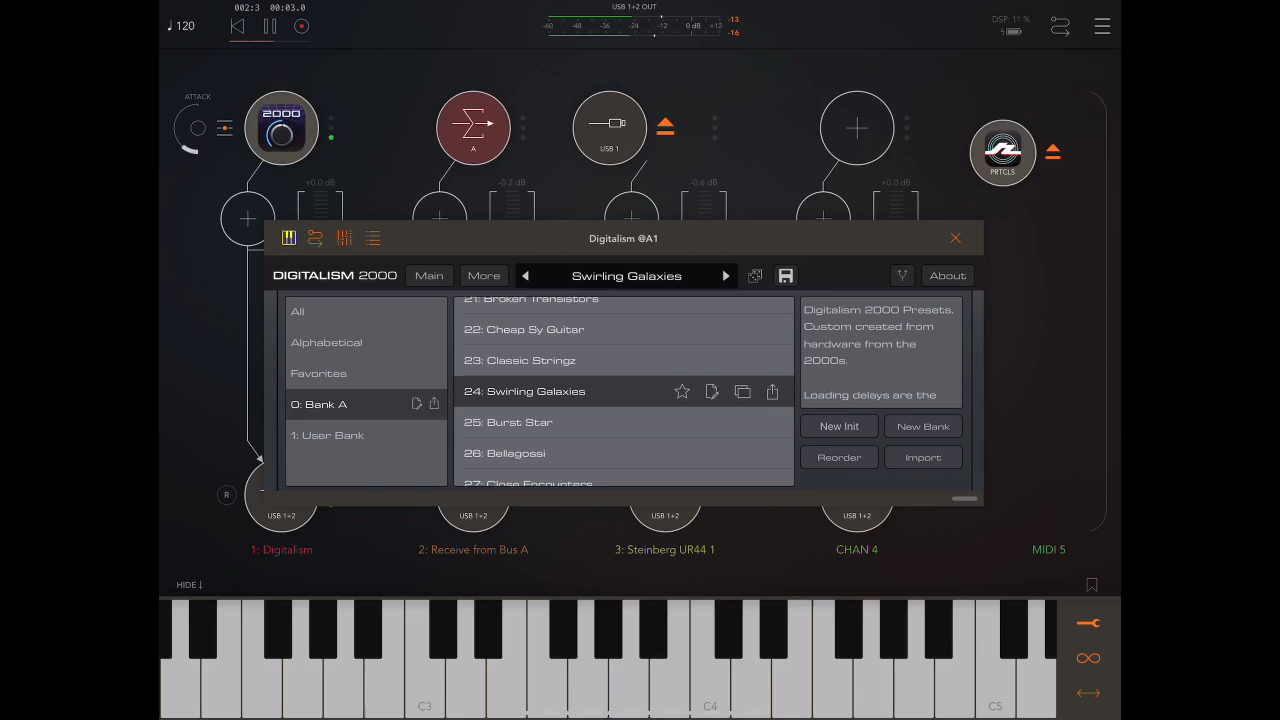 002:3 00:03.0
USB 1+2 OUT
120
-60 -48 -36 -24 -12 0 dB +12
-13
-16
DSP: 11 %
ATTACK
2000
A
USB 1
PRTCLS
+0.0 dB
-0.2 dB
-0.6 dB
+0.0 dB
Digitalism @A1
DIGITALISM 2000
Main
More
Swirling Galaxies
About
All
Alphabetical
Favorites
0: Bank A
1: User Bank
21: Broken Transistors
22: Cheap Sy Guitar
23: Classic Stringz
24: Swirling Galaxies
25: Burst Star
26: Bellagossi
27: Close Encounters
Digitalism 2000 Presets.
Custom created from
hardware from the
2000s.
Loading delays are the
New Init
New Bank
Reorder
Import
R
USB 1+2
USB 1+2
USB 1+2
USB 1+2
1: Digitalism
2: Receive from Bus A
3: Steinberg UR44 1
CHAN 4
MIDI 5
HIDE
C3
C4
C5